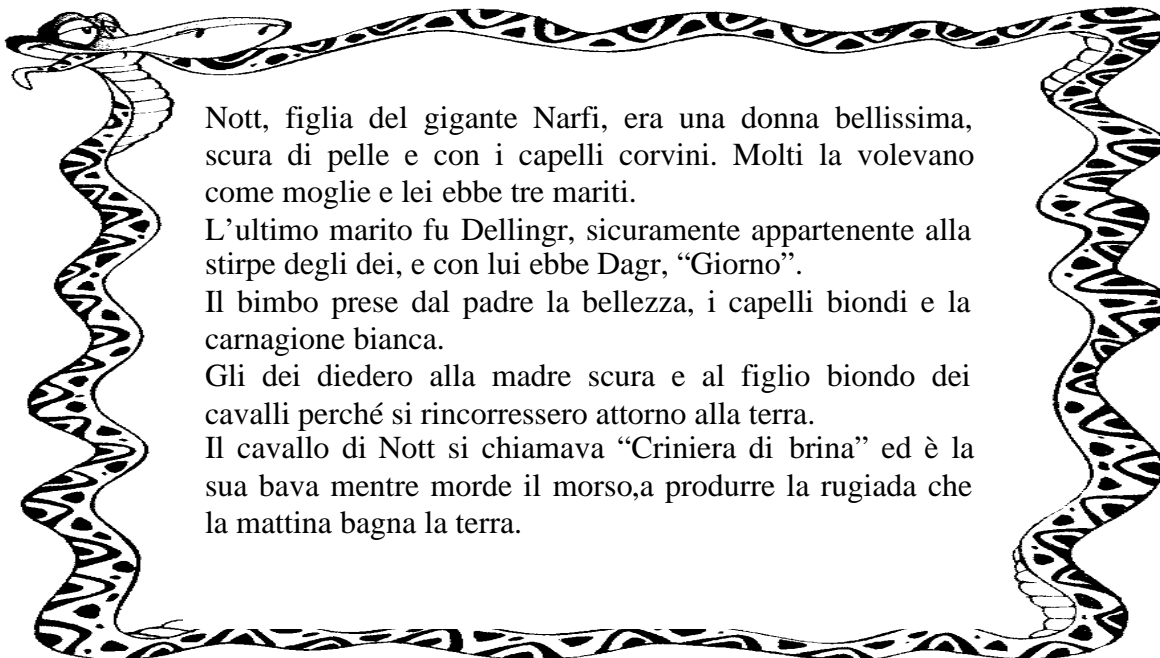 Nott, figlia del gigante Narfi, era una donna bellissima,
scura di pelle e con i capelli corvini. Molti la volevano
come moglie e lei ebbe tre mariti.
L’ultimo marito fu Dellingr, sicuramente appartenente alla
stirpe degli dei, e con lui ebbe Dagr, “Giorno”.
Il bimbo prese dal padre la bellezza, i capelli biondi e la
carnagione bianca.
Gli dei diedero alla madre scura e al figlio biondo dei
cavalli perché si rincorressero attorno alla terra.
Il cavallo di Nott si chiamava “Criniera di brina” ed è la
sua bava mentre morde il morso,a produrre la rugiada che
la mattina bagna la terra.